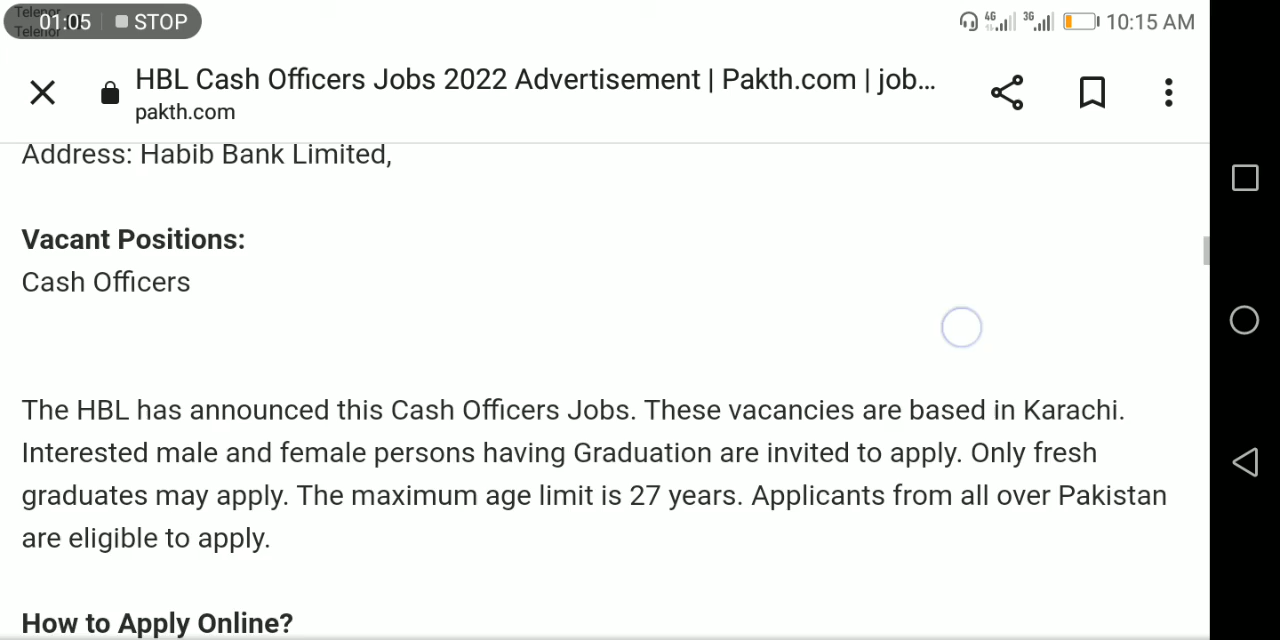 Telenor
Telenor
01:05 STOP
4G 3G 10:15 AM
HBL Cash Officers Jobs 2022 Advertisement | Pakth.com | job...
pakth.com
Address: Habib Bank Limited,
Vacant Positions:
Cash Officers
The HBL has announced this Cash Officers Jobs. These vacancies are based in Karachi.
Interested male and female persons having Graduation are invited to apply. Only fresh
graduates may apply. The maximum age limit is 27 years. Applicants from all over Pakistan
are eligible to apply.
How to Apply Online?